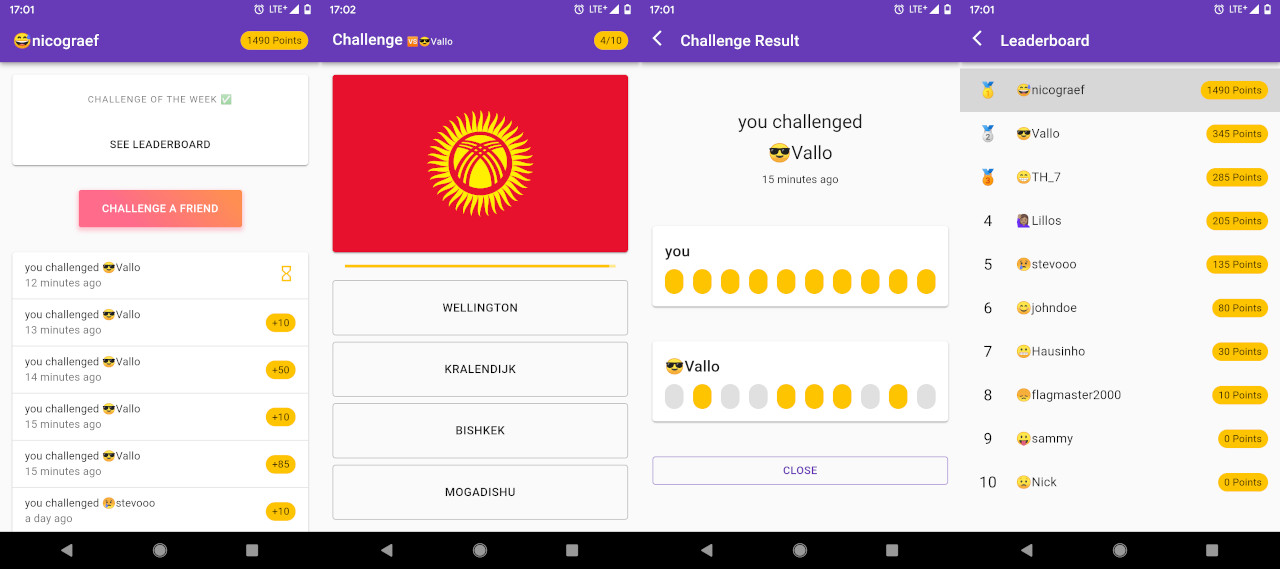 17:01
LTE+
😅nicograef
1490 Points
CHALLENGE OF THE WEEK ✅
SEE LEADERBOARD
CHALLENGE A FRIEND
you challenged 😎Vallo
12 minutes ago
you challenged 😎Vallo
13 minutes ago
+10
you challenged 😎Vallo
14 minutes ago
+50
you challenged 😎Vallo
15 minutes ago
+10
you challenged 😎Vallo
15 minutes ago
+85
you challenged 😢stevooo
a day ago
+10
17:02
LTE+
Challenge 🆚😎Vallo
4/10
WELLINGTON
KRALENDIJK
BISHKEK
MOGADISHU
17:01
LTE+
Challenge Result
you challenged
😎Vallo
15 minutes ago
you
😎Vallo
CLOSE
17:01
LTE+
Leaderboard
🥇 😅nicograef 1490 Points
🥈 😎Vallo 345 Points
🥉 😁TH_7 285 Points
4 🙋🏽‍♀️Lillos 205 Points
5 😢stevooo 135 Points
6 😊johndoe 80 Points
7 😬Hausinho 30 Points
8 😞flagmaster2000 10 Points
9 😛sammy 0 Points
10 😦Nick 0 Points